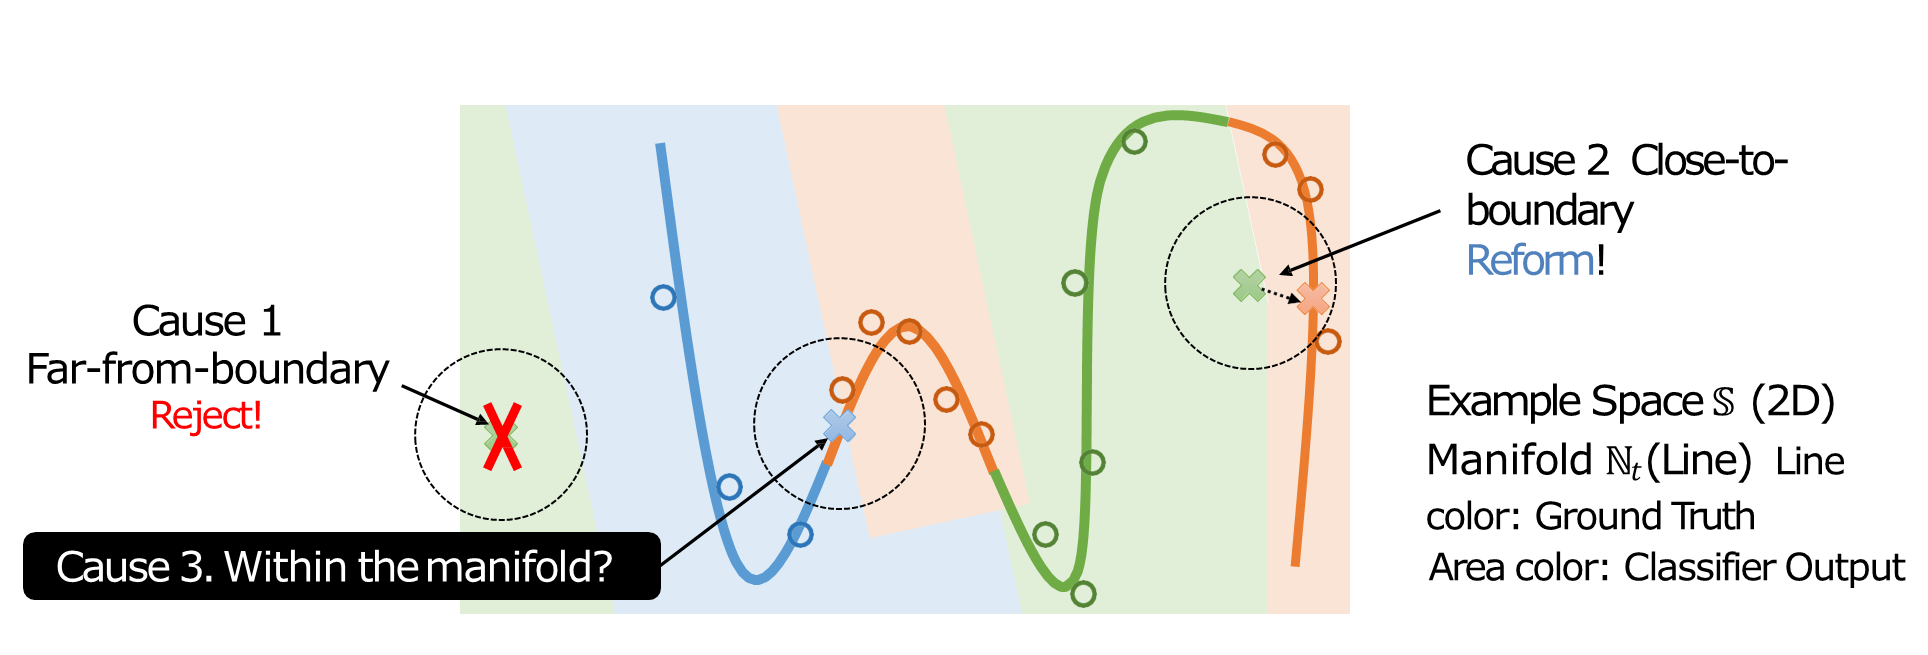 Cause 1
Far-from-boundary
Reject!
Cause 3. Within the manifold?
Cause 2 Close-to-
boundary
Reform!
Example Space 𝕊 (2D)
Manifold ℕt (Line) Line
color: Ground Truth
Area color: Classifier Output